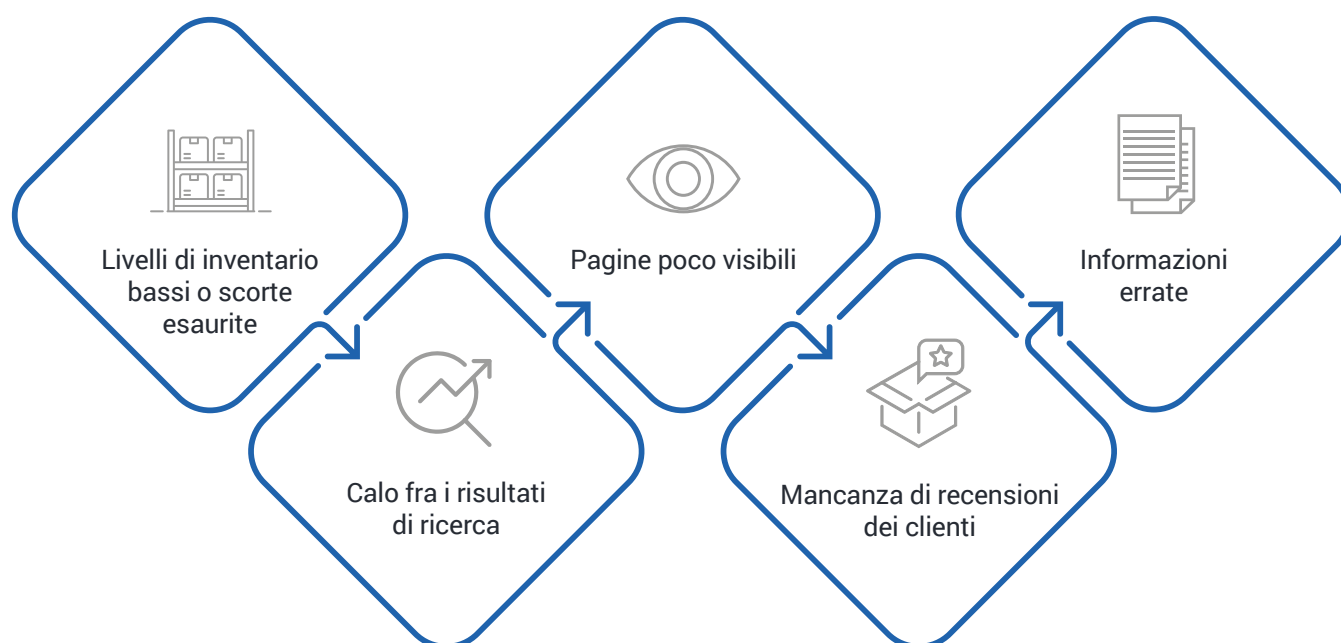 Livelli di inventario
bassi o scorte
esaurite
Calo fra i risultati
di ricerca
Pagine poco visibili
Mancanza di recensioni
dei clienti
Informazioni
errate